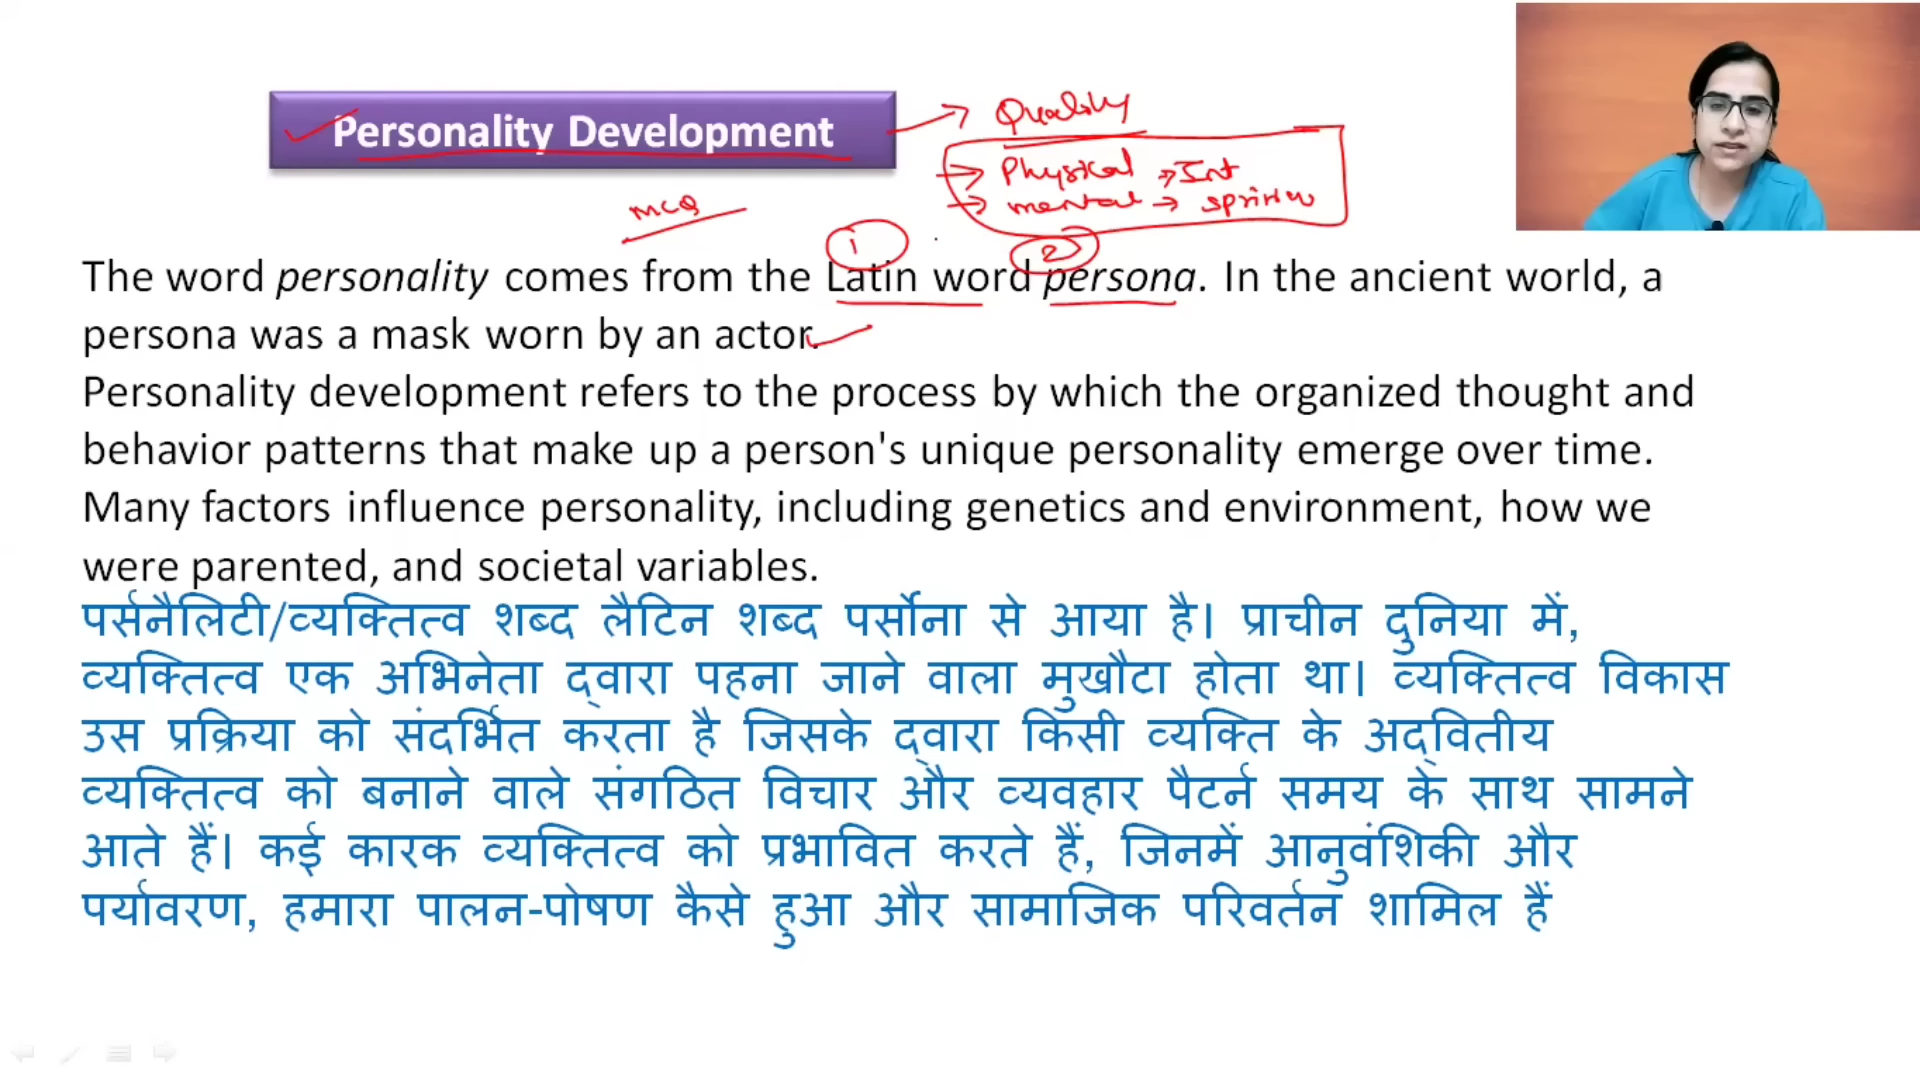 Personality Development
Quality
Physical → Int
mental →
MCQ
1
2
The word personality comes from the Latin word persona. In the ancient world, a
persona was a mask worn by an actor.
Personality development refers to the process by which the organized thought and
behavior patterns that make up a person's unique personality emerge over time.
Many factors influence personality, including genetics and environment, how we
were parented, and societal variables.
पर्सनैलिटी/व्यक्तित्व शब्द लैटिन शब्द पर्सोना से आया है। प्राचीन दुनिया में,
व्यक्तित्व एक अभिनेता द्वारा पहना जाने वाला मुखौटा होता था। व्यक्तित्व विकास
उस प्रक्रिया को संदर्भित करता है जिसके द्वारा किसी व्यक्ति के अद्वितीय
व्यक्तित्व को बनाने वाले संगठित विचार और व्यवहार पैटर्न समय के साथ सामने
आते हैं। कई कारक व्यक्तित्व को प्रभावित करते हैं, जिनमें आनुवंशिकी और
पर्यावरण, हमारा पालन-पोषण कैसे हुआ और सामाजिक परिवर्तन शामिल हैं